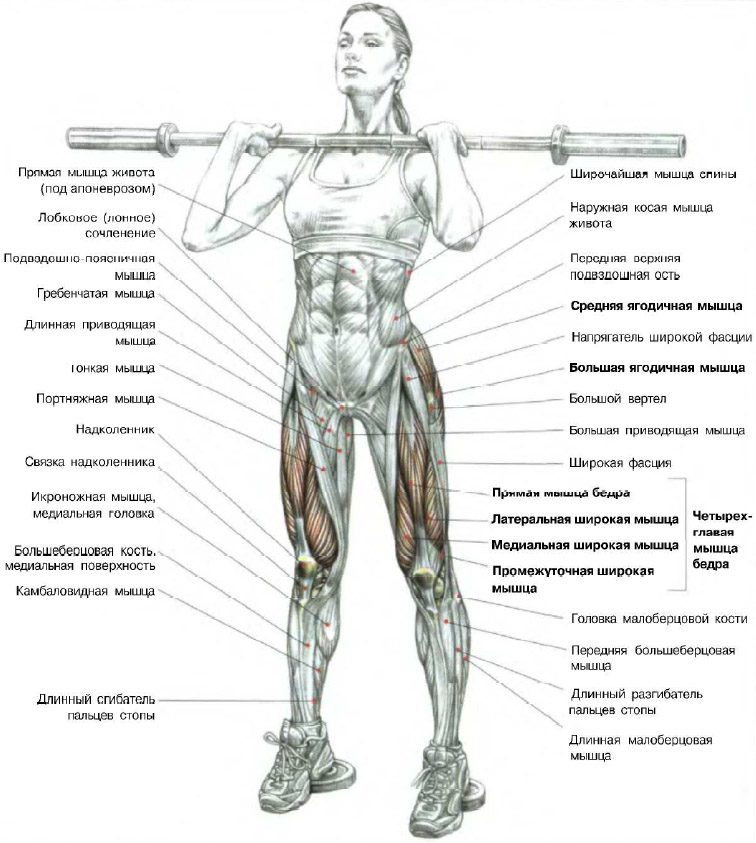 Прямая мышца живота
(под апоневрозом)
Лобковое (лонное)
сочленение
Подвздошно-поясничная
мышца
Гребенчатая мышца
Длинная приводящая
мышца
Тонкая мышца
Портняжная мышца
Надколенник
Связка надколенника
Икроножная мышца,
медиальная головка
Большеберцовая кость,
медиальная поверхность
Камбаловидная мышца
Длинный сгибатель
пальцев стопы
Широчайшая мышца спины
Наружная косая мышца
живота
Передняя верхняя
подвздошная ость
Средняя ягодичная мышца
Напрягатель широкой фасции
Большая ягодичная мышца
Большой вертел
Большая приводящая мышца
Широкая фасция
Прямая мышца бедра
Латеральная широкая мышца
Медиальная широкая мышца
Промежуточная широкая
мышца
Четырех-
главая
мышца
бедра
Головка малоберцовой кости
Передняя большеберцовая
мышца
Длинный разгибатель
пальцев стопы
Длинная малоберцовая
мышца